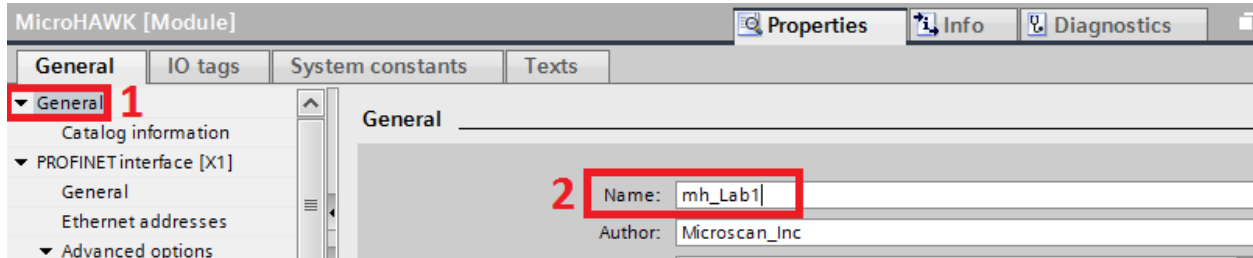 MicroHAWK [Module]
Properties
Info
Diagnostics
General
IO tags
System constants
Texts
General 1
Catalog information
PROFINET interface [X1]
General
Ethernet addresses
Advanced options
General
2 Name: mh_Lab1
Author: Microscan_Inc